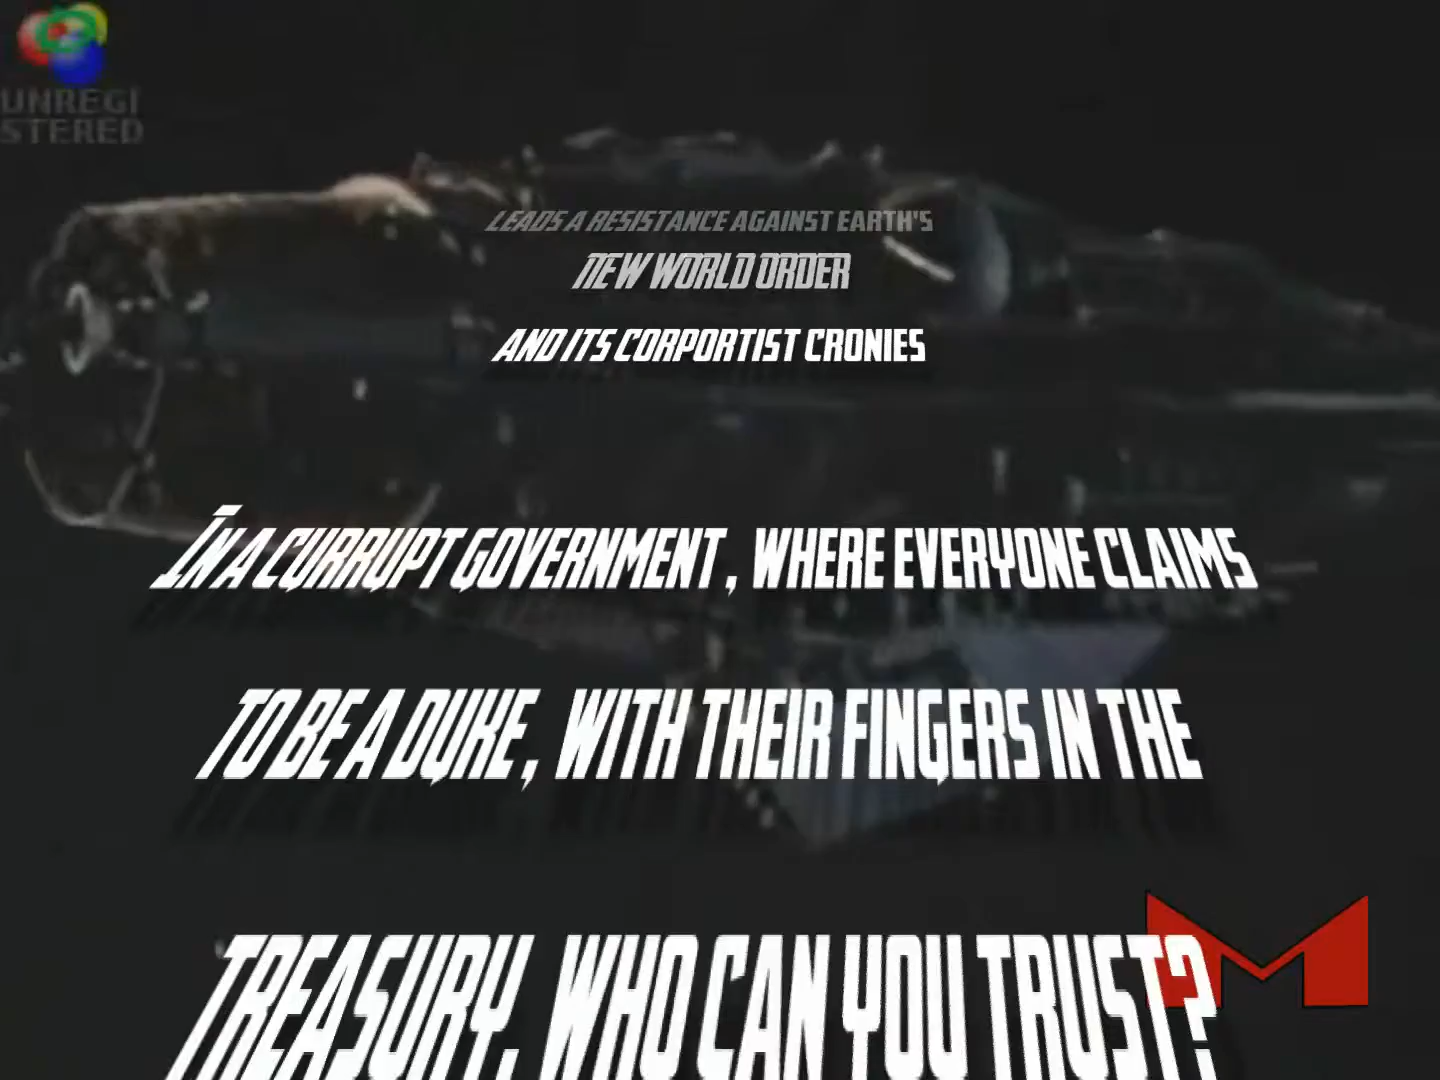 UNREGI
STERED
LEADS A RESISTANCE AGAINST EARTH'S
NEW WORLD ORDER
AND ITS CORPORTIST CRONIES
IN A CURRUPT GOVERNMENT, WHERE EVERYONE CLAIMS
TO BE A DUKE, WITH THEIR FINGERS IN THE
TREASURY. WHO CAN YOU TRUST?
M